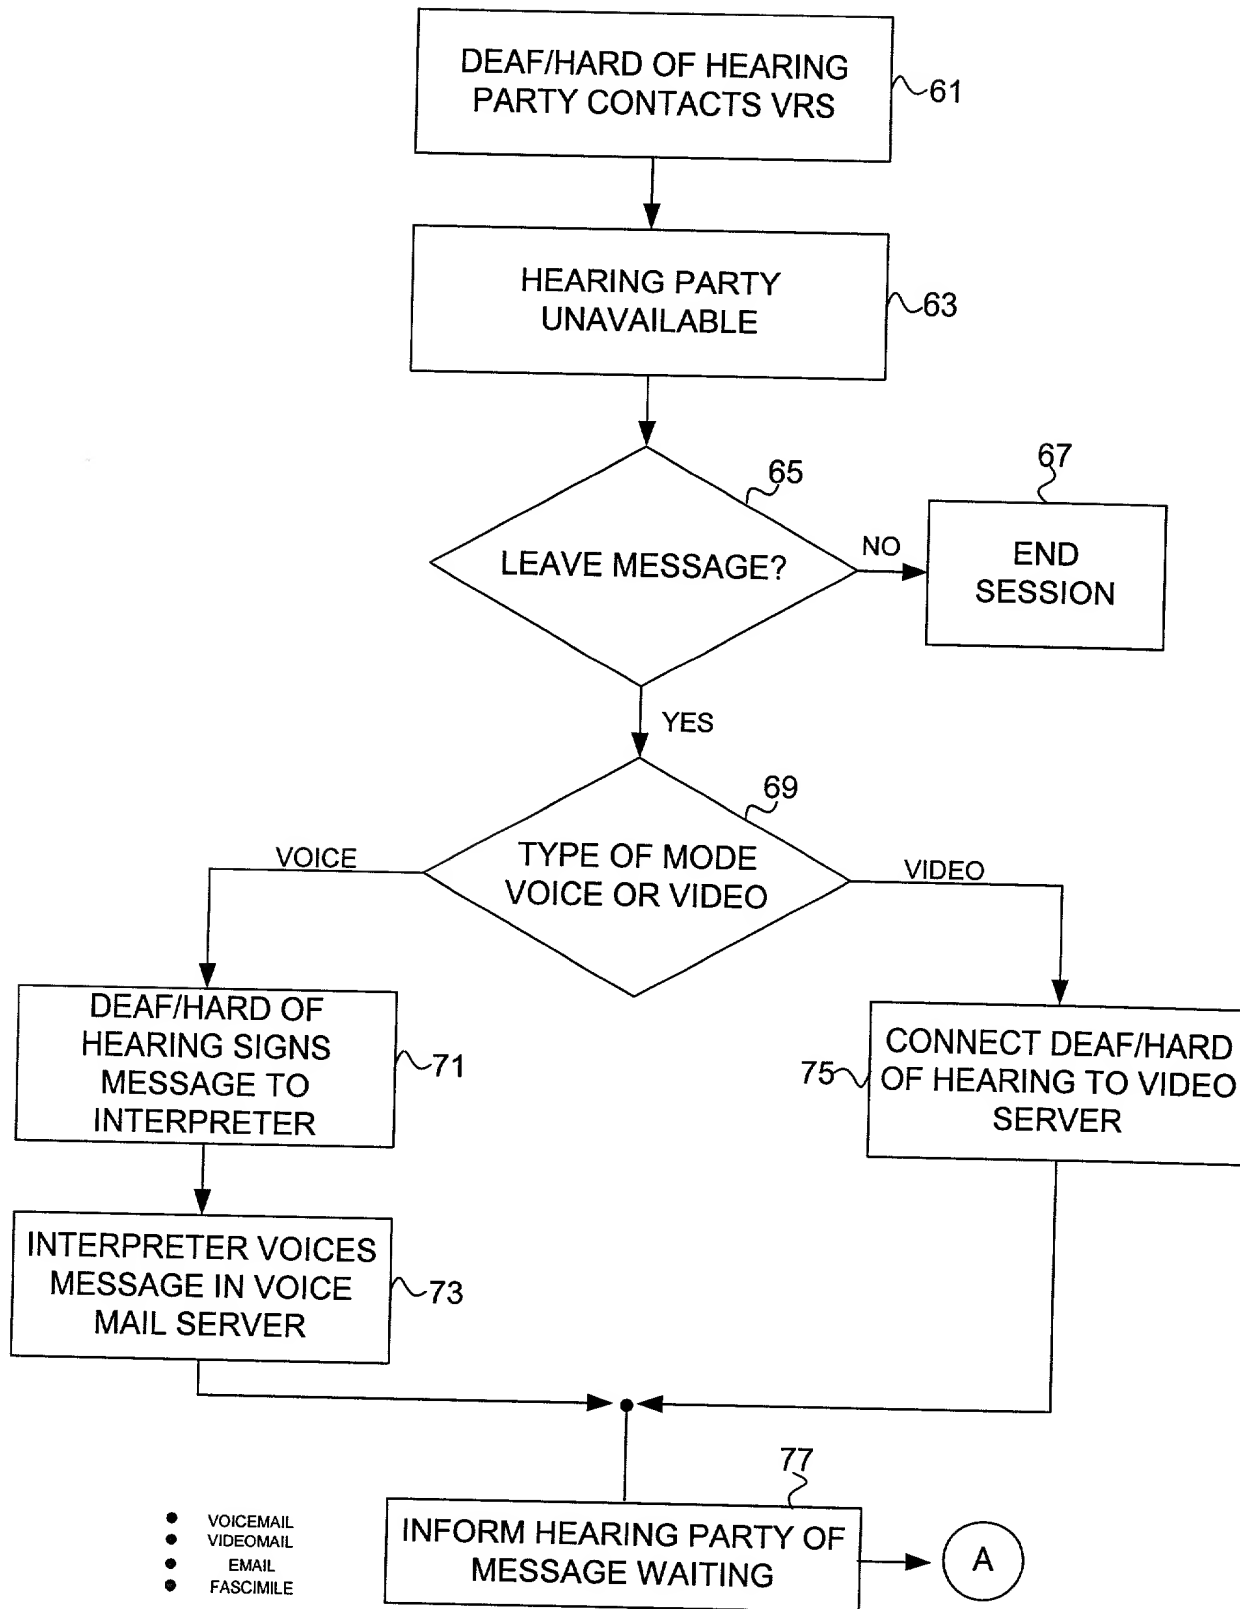 DEAF/HARD OF HEARING
PARTY CONTACTS VRS
61
HEARING PARTY
UNAVAILABLE
63
65
LEAVE MESSAGE?
NO
67
END
SESSION
YES
69
TYPE OF MODE
VOICE OR VIDEO
VOICE
VIDEO
DEAF/HARD OF
HEARING SIGNS
MESSAGE TO
INTERPRETER
71
75
CONNECT DEAF/HARD
OF HEARING TO VIDEO
SERVER
INTERPRETER VOICES
MESSAGE IN VOICE
MAIL SERVER
73
77
• VOICEMAIL
• VIDEOMAIL
• EMAIL
• FASCIMILE
INFORM HEARING PARTY OF
MESSAGE WAITING
A